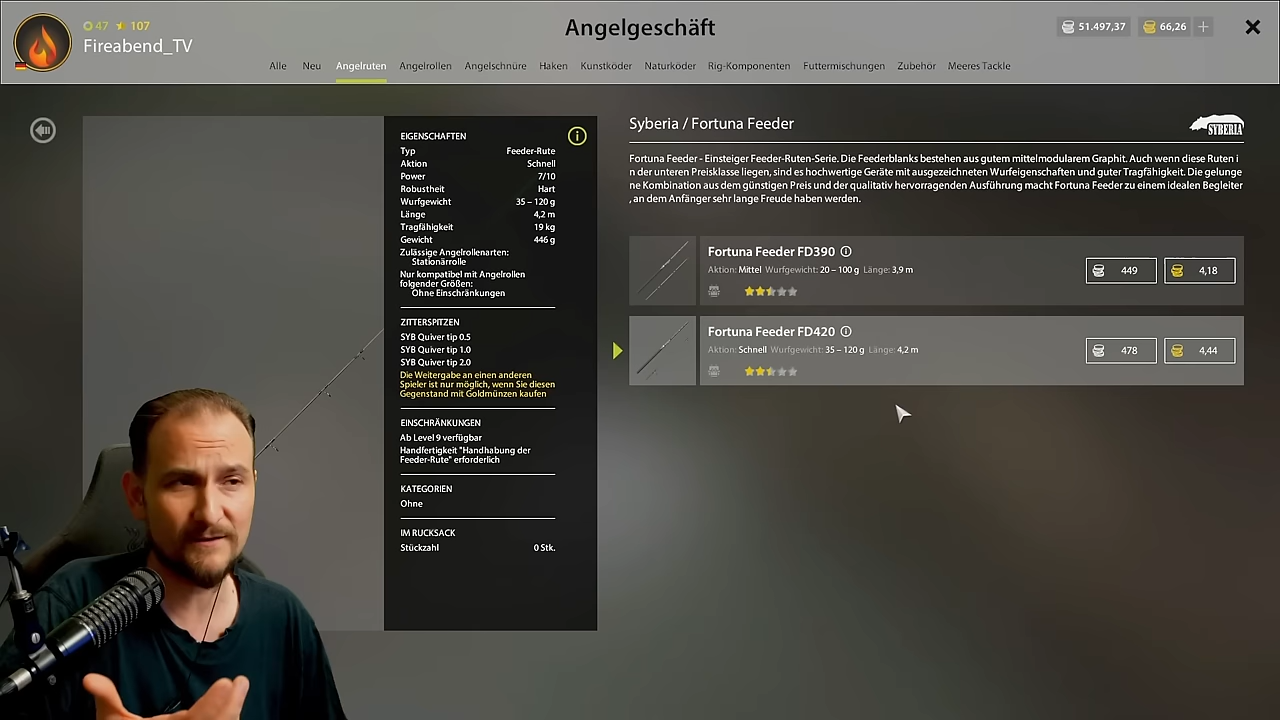 47 107
Fireabend_TV
Angelgeschäft
51.497,37 66,26 +
Alle Neu Angelruten Angelrollen Angelschnüre Haken Kunstköder Naturköder Rig-Komponenten Futtermischungen Zubehör Meeres Tackle
EIGENSCHAFTEN
Typ Feeder-Rute
Aktion Schnell
Power 7/10
Robustheit Hart
Wurfgewicht 35 – 120 g
Länge 4,2 m
Tragfähigkeit 19 kg
Gewicht 446 g
Zulässige Angelrollenarten:
Stationärrolle
Nur kompatibel mit Angelrollen
folgender Größen:
Ohne Einschränkungen
ZITTERSPITZEN
SYB Quiver tip 0.5
SYB Quiver tip 1.0
SYB Quiver tip 2.0
Die Weitergabe an einen anderen
Spieler ist nur möglich, wenn Sie diesen
Gegenstand mit Goldmünzen kaufen
EINSCHRÄNKUNGEN
Ab Level 9 verfügbar
Handfertigkeit "Handhabung der
Feeder-Rute" erforderlich
KATEGORIEN
Ohne
IM RUCKSACK
Stückzahl 0 Stk.
Syberia / Fortuna Feeder
SYBERIA
Fortuna Feeder - Einsteiger Feeder-Ruten-Serie. Die Feederblanks bestehen aus gutem mittelmodularem Graphit. Auch wenn diese Ruten i
n der unteren Preisklasse liegen, sind es hochwertige Geräte mit ausgezeichneten Wurfeigenschaften und guter Tragfähigkeit. Die gelunge
ne Kombination aus dem günstigen Preis und der qualitativ hervorragenden Ausführung macht Fortuna Feeder zu einem idealen Begleiter
, an dem Anfänger sehr lange Freude haben werden.
Fortuna Feeder FD390
Aktion: Mittel Wurfgewicht: 20 – 100 g Länge: 3,9 m
449 4,18
Fortuna Feeder FD420
Aktion: Schnell Wurfgewicht: 35 – 120 g Länge: 4,2 m
478 4,44